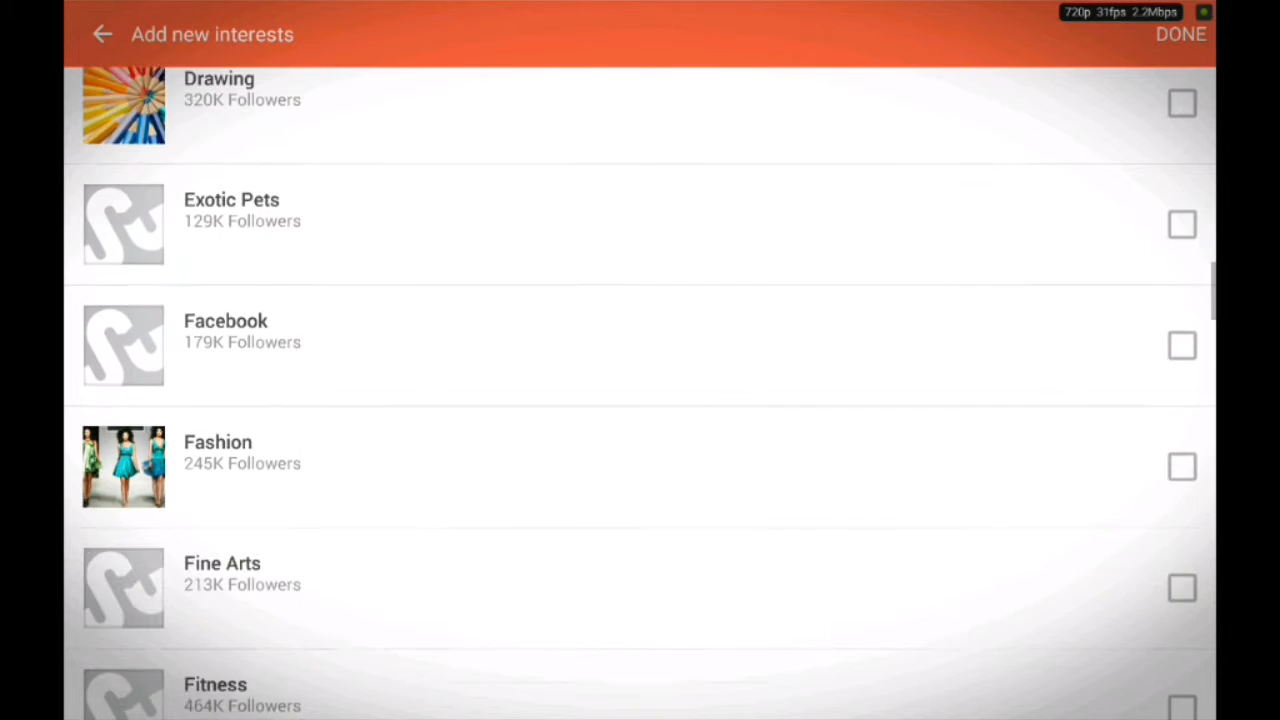 720p 31fps 2.2Mbps
Add new interests
DONE
Drawing
320K Followers
Exotic Pets
129K Followers
Facebook
179K Followers
Fashion
245K Followers
Fine Arts
213K Followers
Fitness
464K Followers